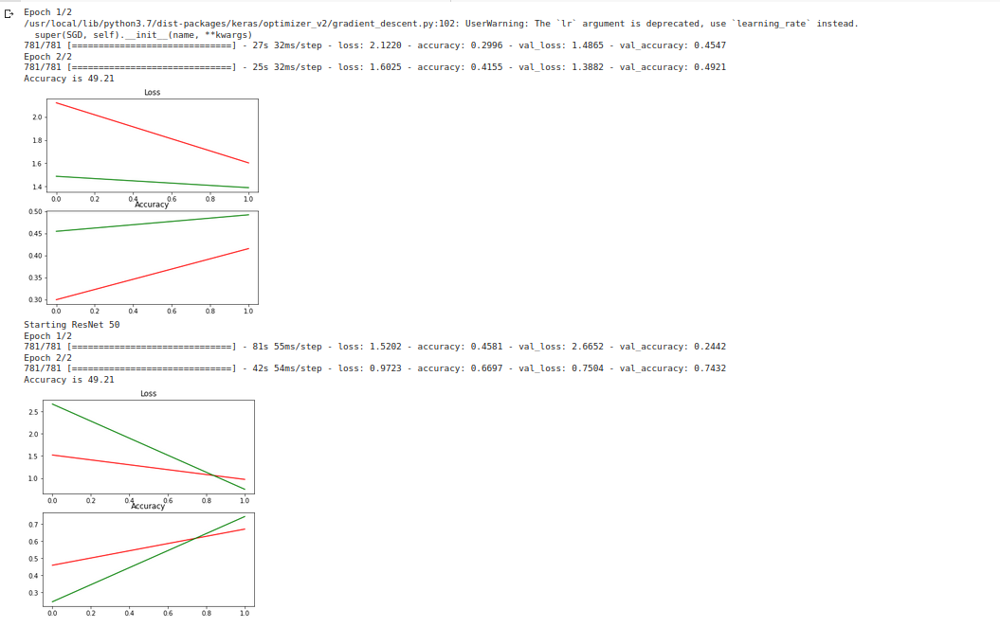 Epoch 1/2
/usr/local/lib/python3.7/dist-packages/keras/optimizer_v2/gradient_descent.py:102: UserWarning: The `lr` argument is deprecated, use `learning_rate` instead.
  super(SGD, self).__init__(name, **kwargs)
781/781 [==============================] - 27s 32ms/step - loss: 2.1220 - accuracy: 0.2996 - val_loss: 1.4865 - val_accuracy: 0.4547
Epoch 2/2
781/781 [==============================] - 25s 32ms/step - loss: 1.6025 - accuracy: 0.4155 - val_loss: 1.3882 - val_accuracy: 0.4921
Accuracy is 49.21
Loss
2.0
1.8
1.6
1.4
0.0 0.2 0.4 0.6 0.8 1.0
Accuracy
0.50
0.45
0.40
0.35
0.30
0.0 0.2 0.4 0.6 0.8 1.0
Starting ResNet 50
Epoch 1/2
781/781 [==============================] - 81s 55ms/step - loss: 1.5202 - accuracy: 0.4581 - val_loss: 2.6652 - val_accuracy: 0.2442
Epoch 2/2
781/781 [==============================] - 42s 54ms/step - loss: 0.9723 - accuracy: 0.6697 - val_loss: 0.7504 - val_accuracy: 0.7432
Accuracy is 49.21
Loss
2.5
2.0
1.5
1.0
0.0 0.2 0.4 0.6 0.8 1.0
Accuracy
0.7
0.6
0.5
0.4
0.3
0.0 0.2 0.4 0.6 0.8 1.0